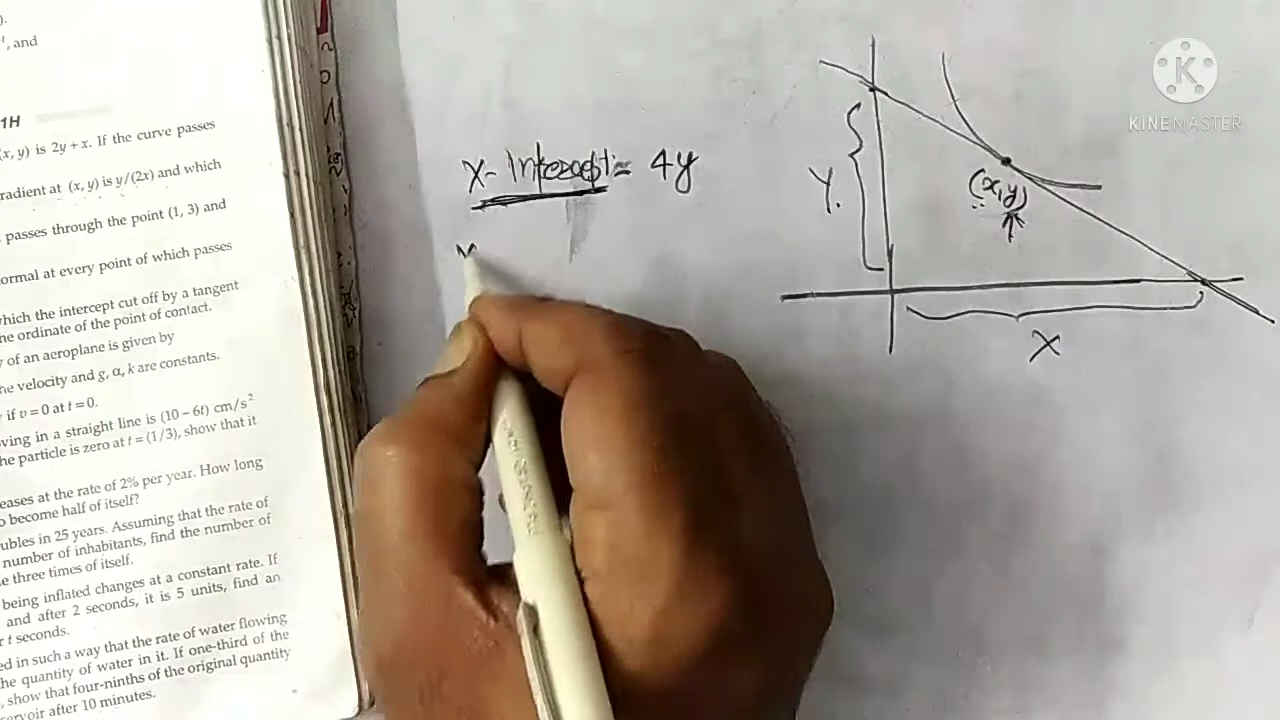 ).
, and
1H
(x, y) is 2y + x. If the curve passes
radient at (x, y) is y/(2x) and which
passes through the point (1, 3) and
ormal at every point of which passes
which the intercept cut off by a tangent
he ordinate of the point of contact.
y of an aeroplane is given by
he velocity and g, α, k are constants.
if v = 0 at t = 0.
ving in a straight line is (10 – 6t) cm/s²
he particle is zero at t = (1/3), show that it
eases at the rate of 2% per year. How long
o become half of itself?
ubles in 25 years. Assuming that the rate of
number of inhabitants, find the number of
e three times of itself.
being inflated changes at a constant rate. If
and after 2 seconds, it is 5 units, find an
r t seconds.
ed in such a way that the rate of water flowing
he quantity of water in it. If one-third of the
, show that four-ninths of the original quantity
ervoir after 10 minutes.
x - Intercept = 4y
Y.
(x, y)
X
K
KINEMASTER